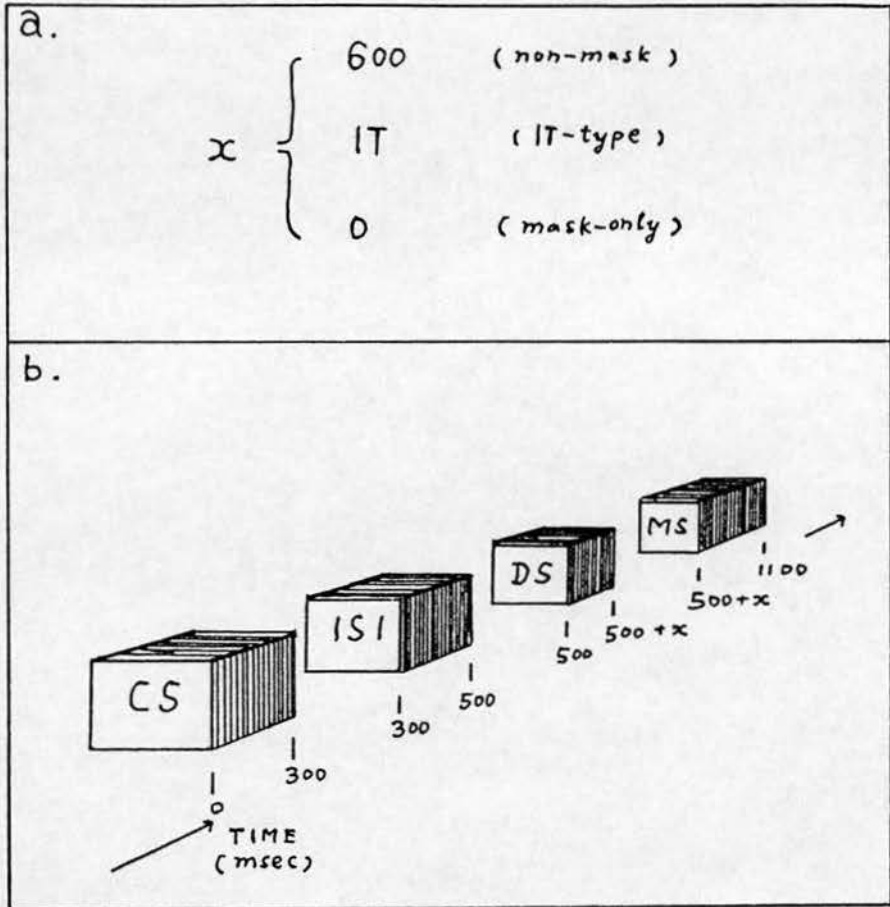 a.
600 (non-mask)
x IT (IT-type)
0 (mask-only)
b.
CS ISI DS MS
0 300 300 500 500 500+x 500+x 1100
TIME
(msec)